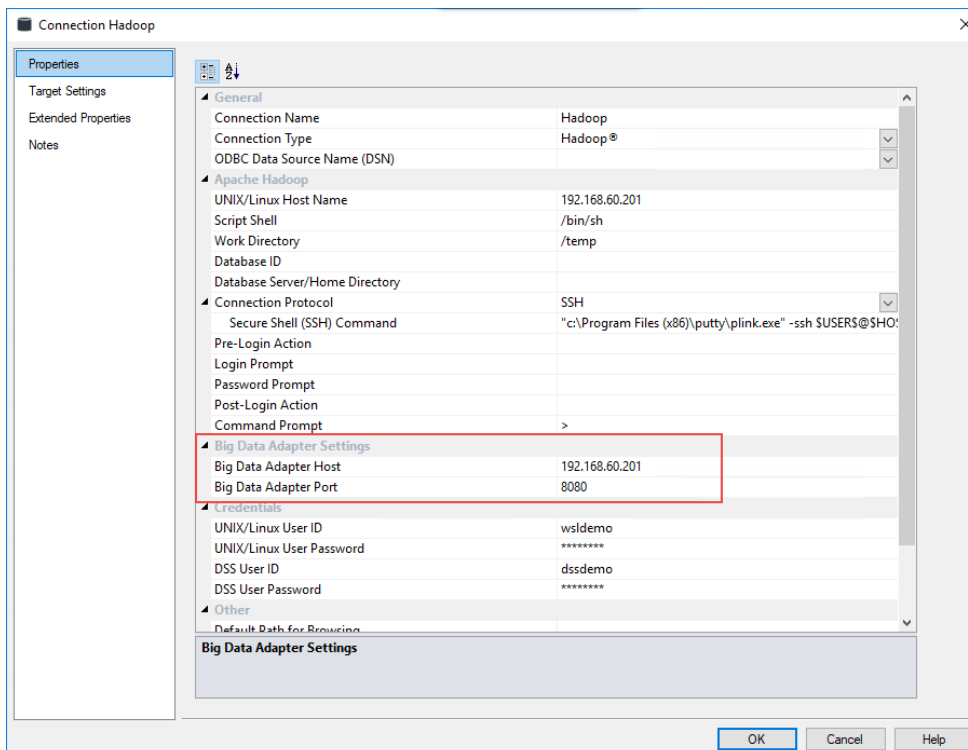 Connection Hadoop
Properties
Target Settings
Extended Properties
Notes
General
Connection Name Hadoop
Connection Type Hadoop®
ODBC Data Source Name (DSN)
Apache Hadoop
UNIX/Linux Host Name 192.168.60.201
Script Shell /bin/sh
Work Directory /temp
Database ID
Database Server/Home Directory
Connection Protocol SSH
Secure Shell (SSH) Command "c:\Program Files (x86)\putty\plink.exe" -ssh $USER$@$HOS
Pre-Login Action
Login Prompt
Password Prompt
Post-Login Action
Command Prompt >
Big Data Adapter Settings
Big Data Adapter Host 192.168.60.201
Big Data Adapter Port 8080
Credentials
UNIX/Linux User ID wsldemo
UNIX/Linux User Password ********
DSS User ID dssdemo
DSS User Password ********
Other
Default Path for Browsing
Big Data Adapter Settings
OK Cancel Help